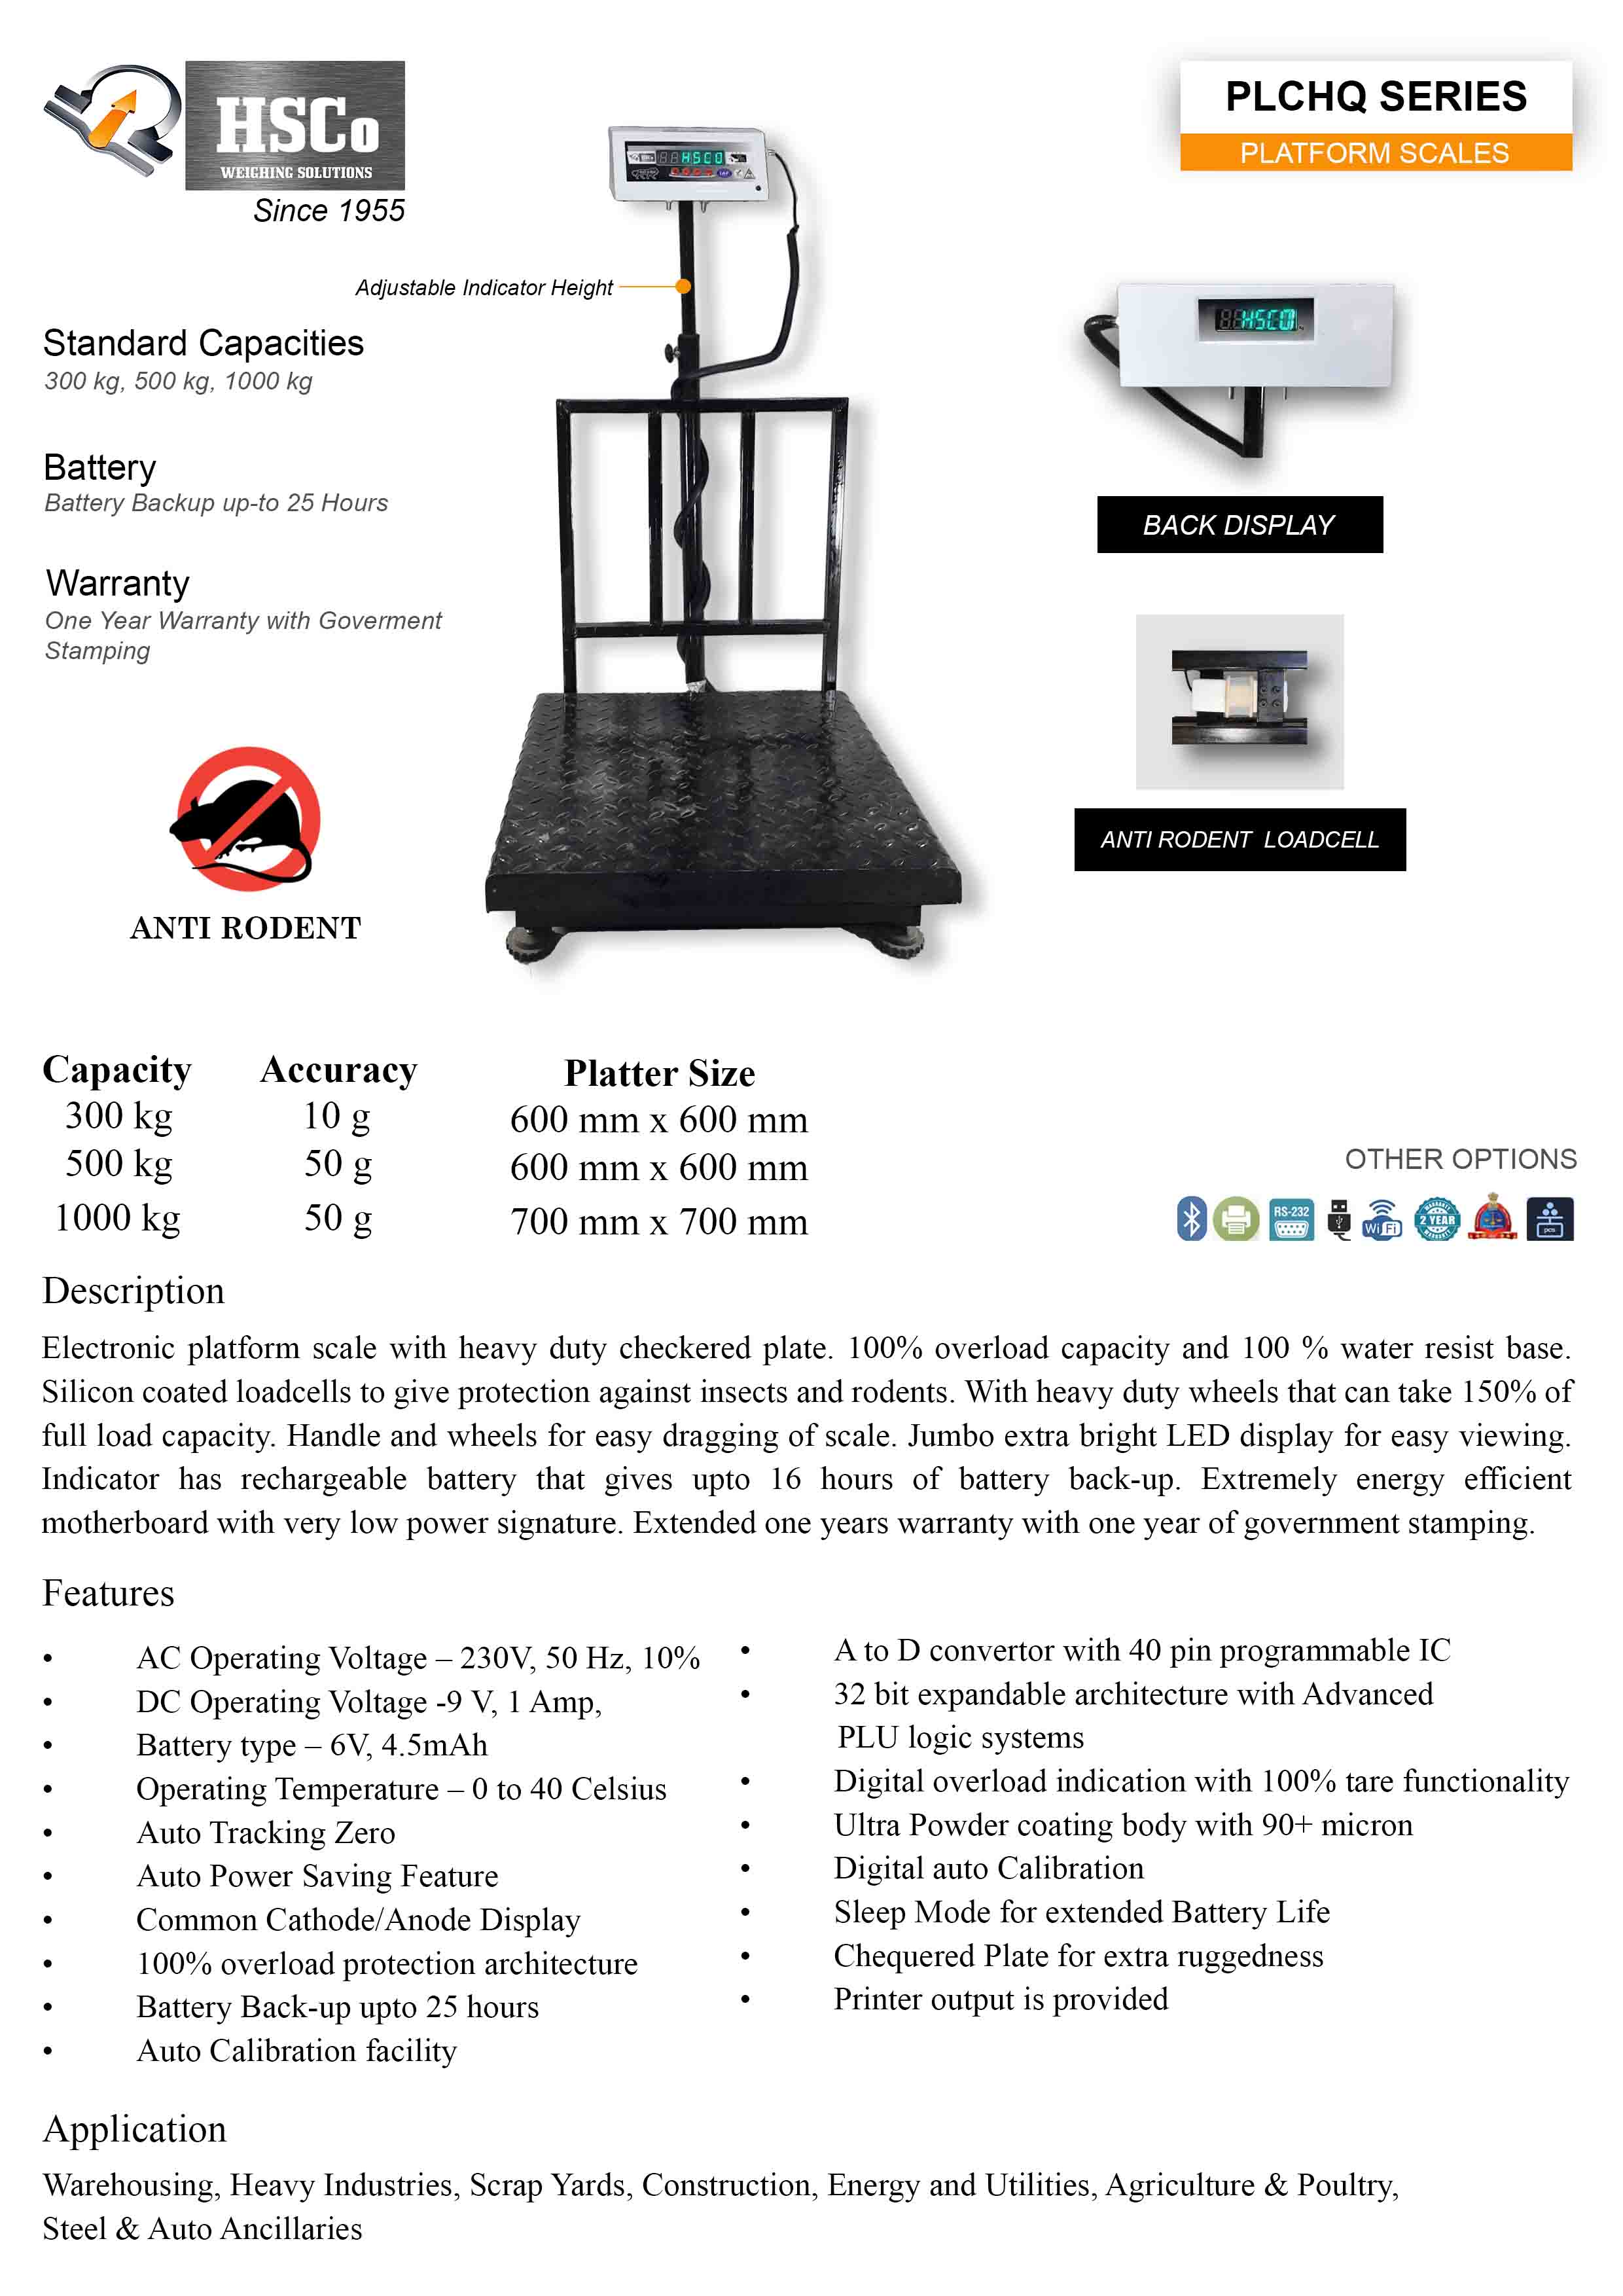 HSCo
WEIGHING SOLUTIONS
Since 1955
PLCHQ SERIES
PLATFORM SCALES
HSCO
Adjustable Indicator Height
HSCO
Standard Capacities
300 kg, 500 kg, 1000 kg
Battery
Battery Backup up-to 25 Hours
BACK DISPLAY
Warranty
One Year Warranty with Goverment
Stamping
ANTI RODENT LOADCELL
ANTI RODENT
Capacity Accuracy Platter Size
300 kg 10 g 600 mm x 600 mm
500 kg 50 g 600 mm x 600 mm
1000 kg 50 g 700 mm x 700 mm
OTHER OPTIONS
RS-232
WiFi
2 YEAR
pcs
Description
Electronic platform scale with heavy duty checkered plate. 100% overload capacity and 100 % water resist base.
Silicon coated loadcells to give protection against insects and rodents. With heavy duty wheels that can take 150% of
full load capacity. Handle and wheels for easy dragging of scale. Jumbo extra bright LED display for easy viewing.
Indicator has rechargeable battery that gives upto 16 hours of battery back-up. Extremely energy efficient
motherboard with very low power signature. Extended one years warranty with one year of government stamping.
Features
• AC Operating Voltage – 230V, 50 Hz, 10%
• DC Operating Voltage -9 V, 1 Amp,
• Battery type – 6V, 4.5mAh
• Operating Temperature – 0 to 40 Celsius
• Auto Tracking Zero
• Auto Power Saving Feature
• Common Cathode/Anode Display
• 100% overload protection architecture
• Battery Back-up upto 25 hours
• Auto Calibration facility
• A to D convertor with 40 pin programmable IC
• 32 bit expandable architecture with Advanced
PLU logic systems
• Digital overload indication with 100% tare functionality
• Ultra Powder coating body with 90+ micron
• Digital auto Calibration
• Sleep Mode for extended Battery Life
• Chequered Plate for extra ruggedness
• Printer output is provided
Application
Warehousing, Heavy Industries, Scrap Yards, Construction, Energy and Utilities, Agriculture & Poultry,
Steel & Auto Ancillaries